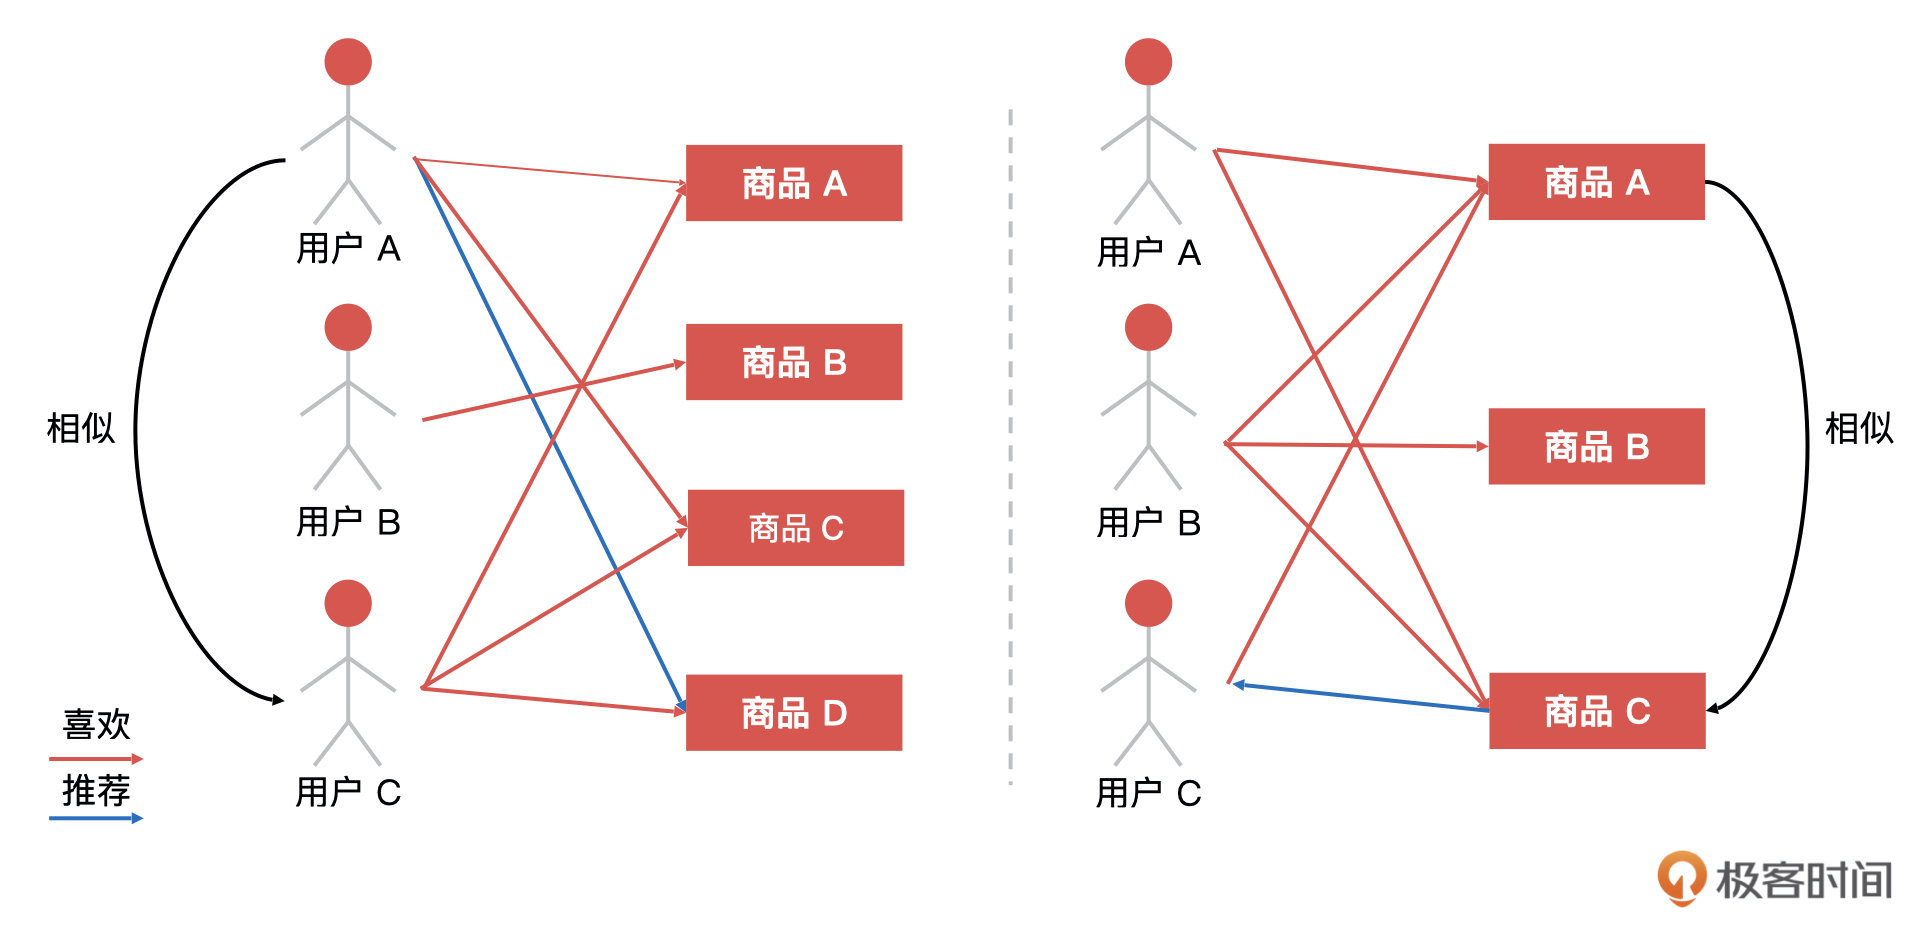 用户 A
用户 B
用户 C
相似
喜欢
推荐
商品 A
商品 B
商品 C
商品 D
用户 A
用户 B
用户 C
商品 A
商品 B
商品 C
相似
极客时间